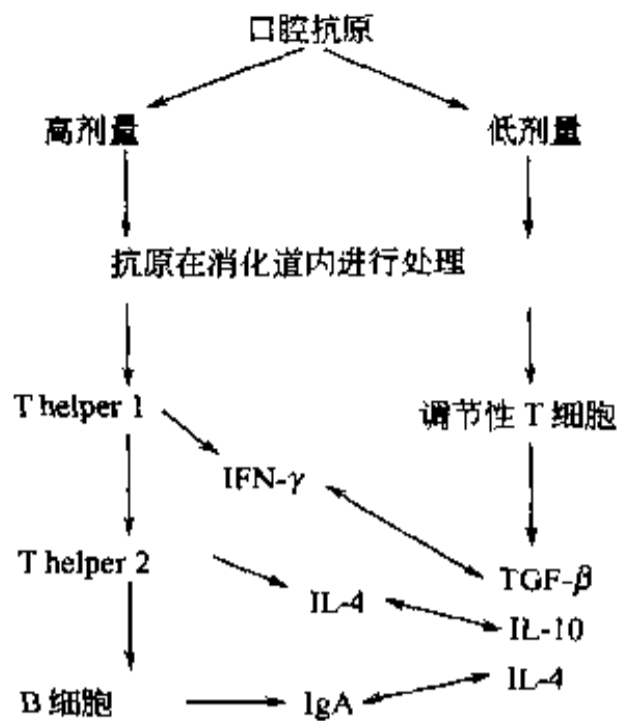 口腔抗原
高剂量
低剂量
抗原在消化道内进行处理
T helper 1
调节性 T 细胞
IFN-γ
T helper 2
TGF-β
IL-4
IL-10
IL-4
B 细胞
IgA